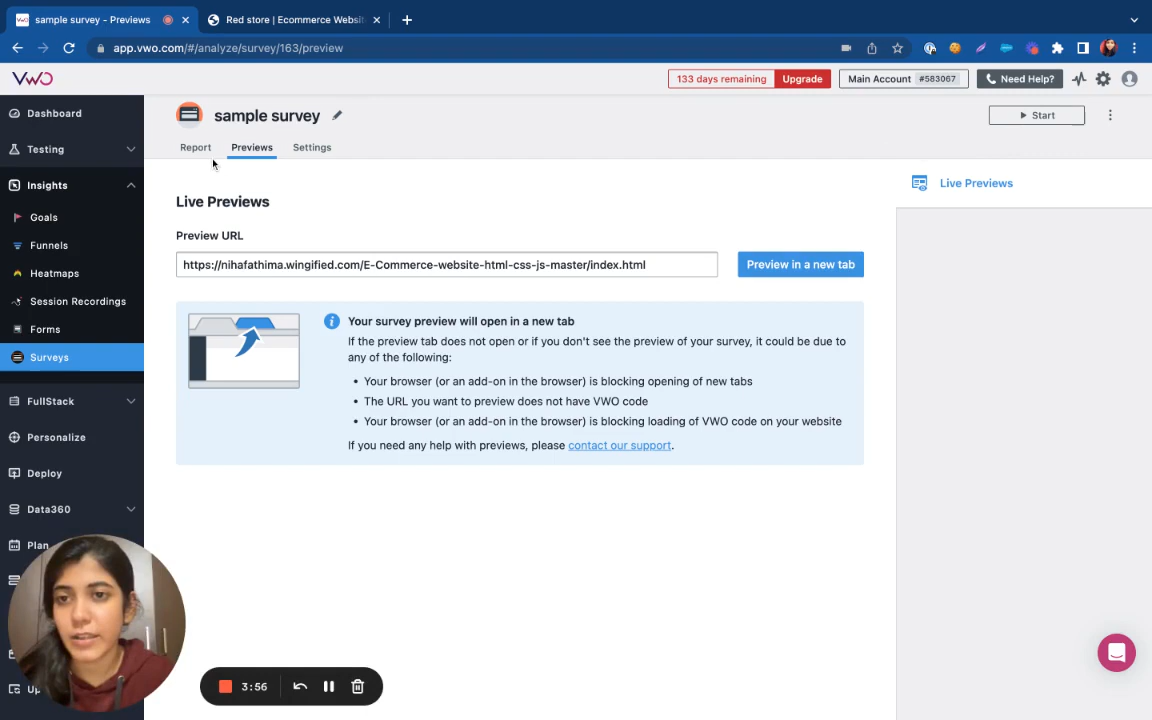 sample survey - Previews
Red store | Ecommerce Websit
app.vwo.com/#/analyze/survey/163/preview
VWO
133 days remaining
Upgrade
Main Account #583067
Need Help?
Dashboard
Testing
Insights
Goals
Funnels
Heatmaps
Session Recordings
Forms
Surveys
FullStack
Personalize
Deploy
Data360
Plan
Up
sample survey
Start
Report
Previews
Settings
Live Previews
Preview URL
https://nihafathima.wingified.com/E-Commerce-website-html-css-js-master/index.html
Preview in a new tab
Your survey preview will open in a new tab
If the preview tab does not open or if you don't see the preview of your survey, it could be due to
any of the following:
• Your browser (or an add-on in the browser) is blocking opening of new tabs
• The URL you want to preview does not have VWO code
• Your browser (or an add-on in the browser) is blocking loading of VWO code on your website
If you need any help with previews, please contact our support.
Live Previews
3:56